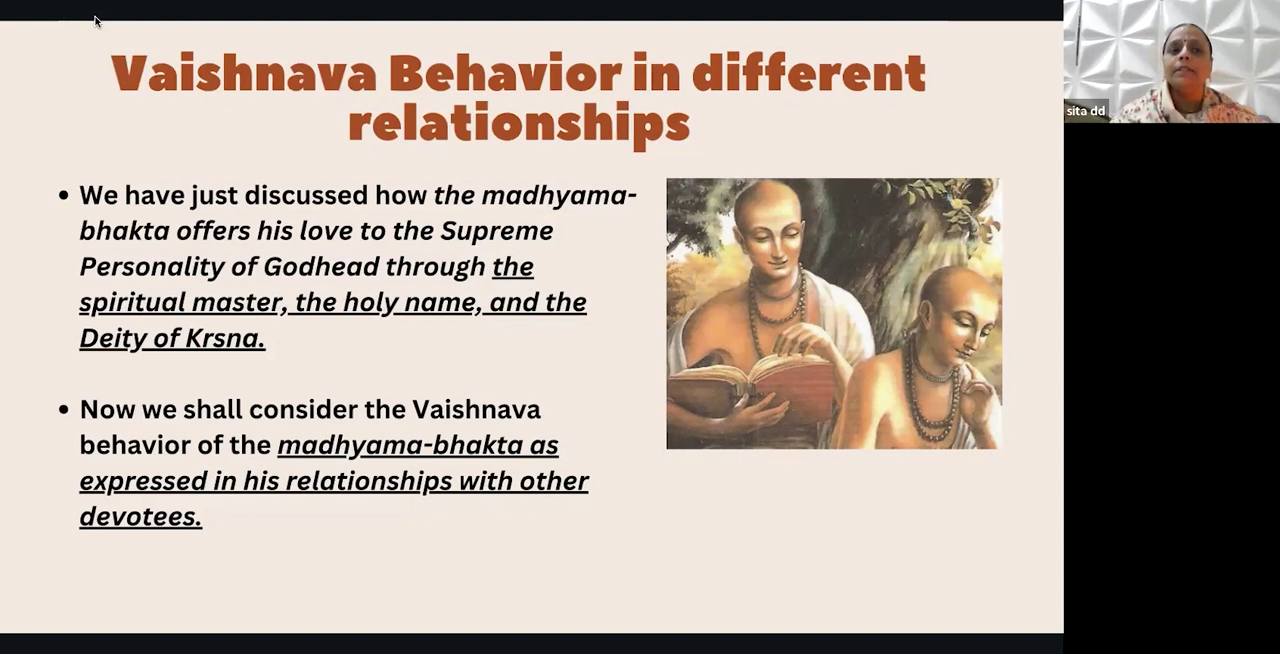 Vaishnava Behavior in different
relationships
• We have just discussed how the madhyama-
bhakta offers his love to the Supreme
Personality of Godhead through the
spiritual master, the holy name, and the
Deity of Krsna.
• Now we shall consider the Vaishnava
behavior of the madhyama-bhakta as
expressed in his relationships with other
devotees.
sita dd